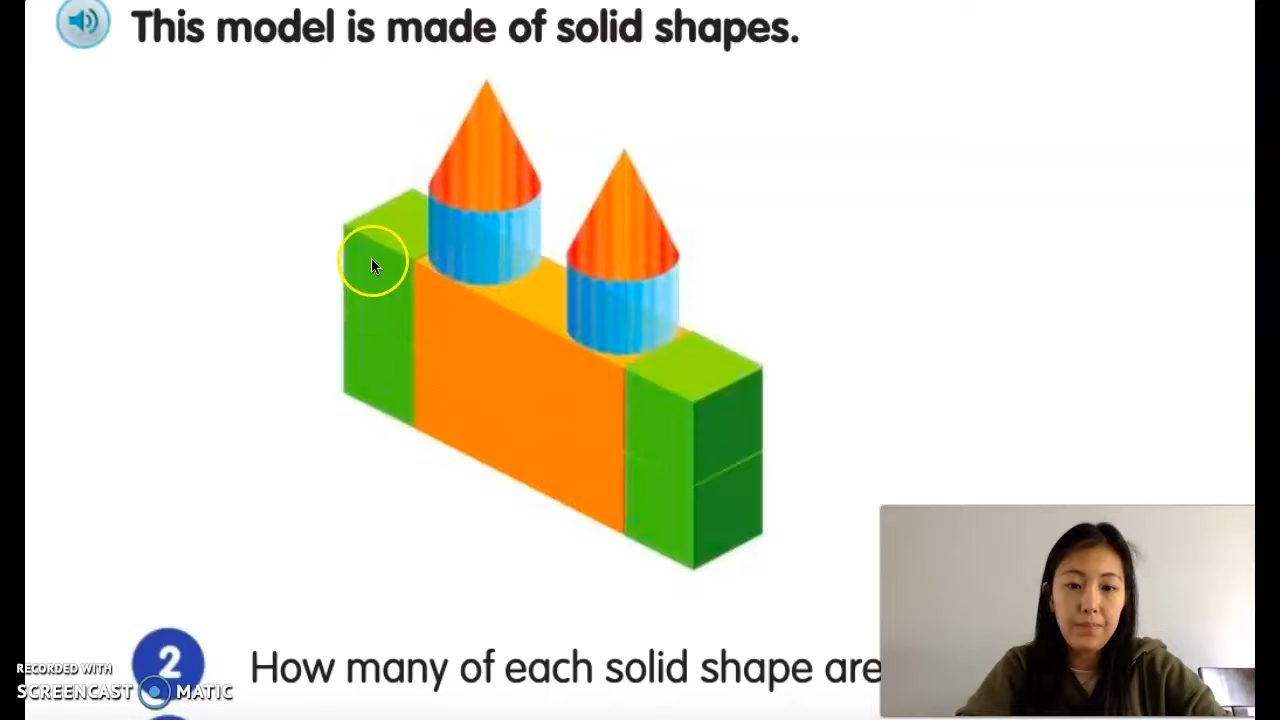 This model is made of solid shapes.
2
How many of each solid shape are
RECORDED WITH
SCREENCAST MATIC